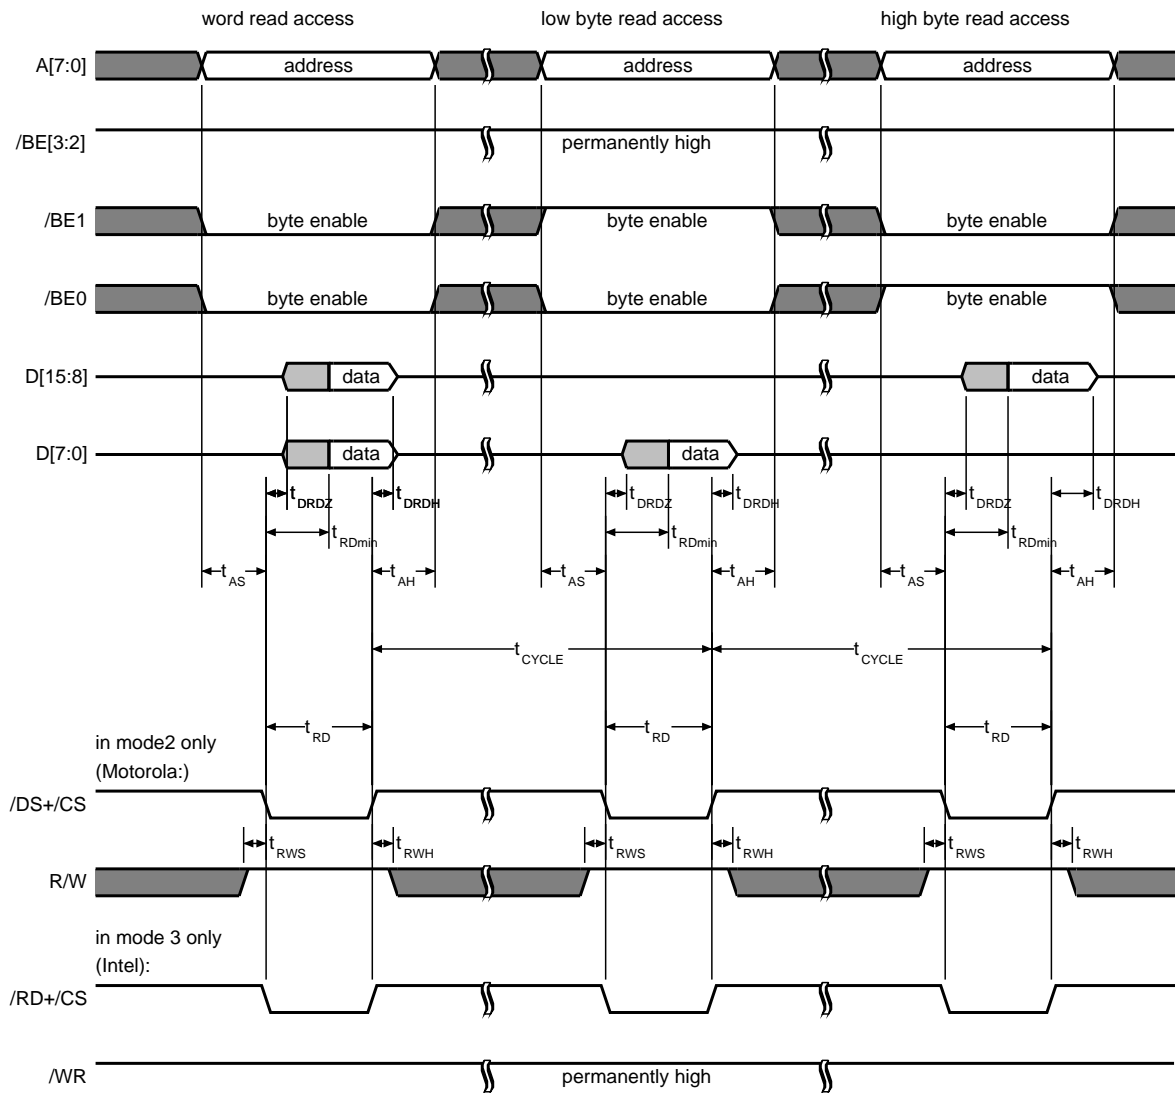 word read access low byte read access high byte read access
A[7:0] address address address
/BE[3:2] permanently high
/BE1 byte enable byte enable byte enable
/BE0 byte enable byte enable byte enable
D[15:8] data data
D[7:0] data data
tDRDZ tDRDH tDRDZ tDRDH tDRDZ tDRDH
tRDmin tRDmin tRDmin
tAS tAH tAS tAH tAS tAH
tCYCLE tCYCLE
tRD tRD tRD
in mode2 only
(Motorola:)
/DS+/CS
tRWS tRWH tRWS tRWH tRWS tRWH
R/W
in mode 3 only
(Intel):
/RD+/CS
/WR permanently high